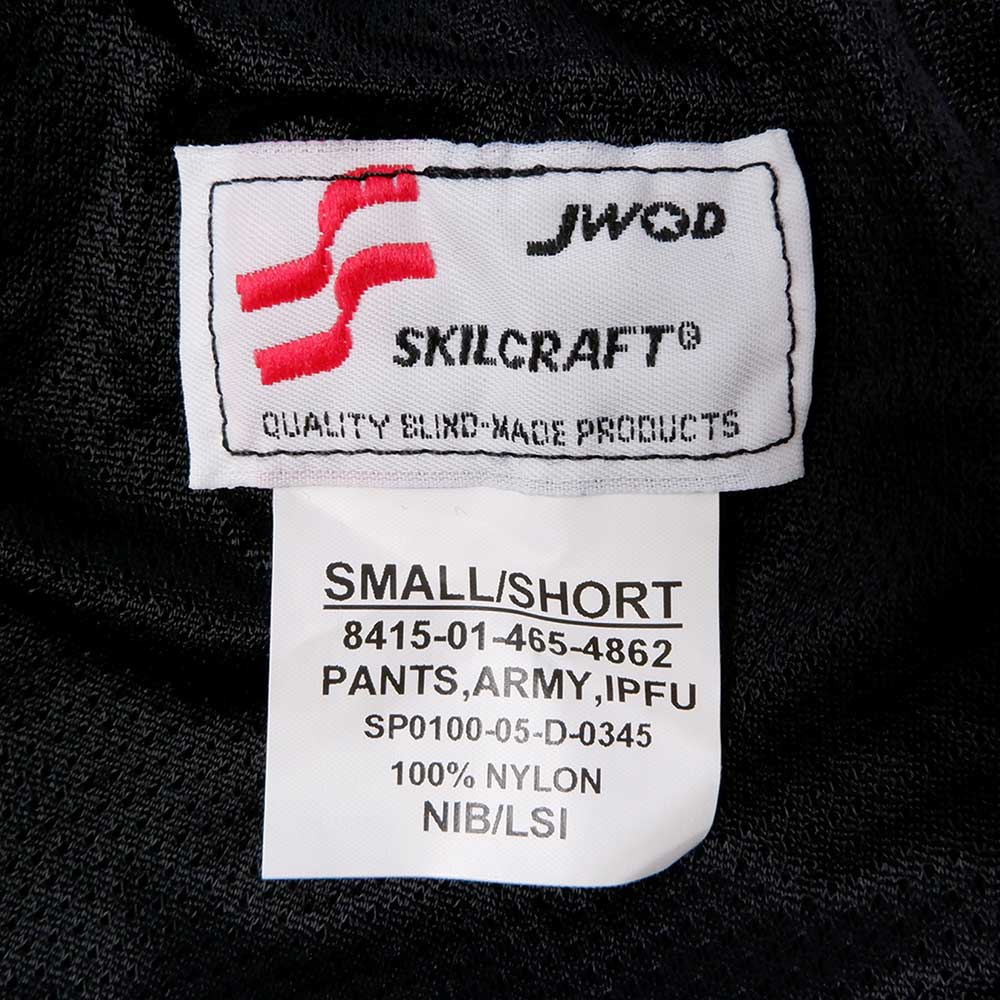 JWOD
SKILCRAFT®
QUALITY BLIND-MADE PRODUCTS
SMALL/SHORT
8415-01-465-4862
PANTS,ARMY,IPFU
SP0100-05-D-0345
100% NYLON
NIB/LSI